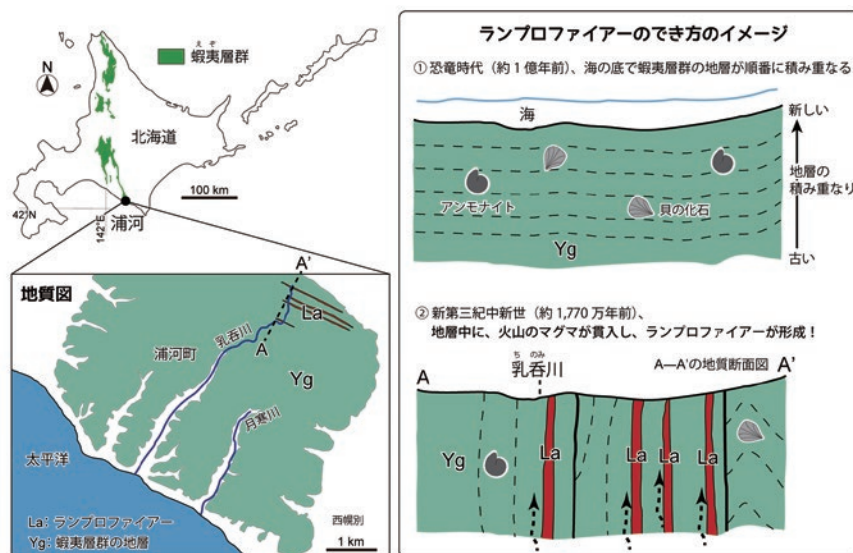 えぞ
蝦夷層群
N
北海道
100 km
42°N
142°E
浦河
地質図
A'
La
A
乳呑川
浦河町
Yg
月寒川
太平洋
西幌別
La: ランプロファイアー
Yg: 蝦夷層群の地層
1 km
ランプロファイアーのでき方のイメージ
① 恐竜時代（約１億年前）、海の底で蝦夷層群の地層が順番に積み重なる
海
新しい
地層の
積み重なり
古い
アンモナイト
貝の化石
Yg
② 新第三紀中新世（約 1,770 万年前）、
地層中に、火山のマグマが貫入し、ランプロファイアーが形成！
ち のみ
乳呑川
A―A'の地質断面図
A
A'
Yg
La
La
La
La